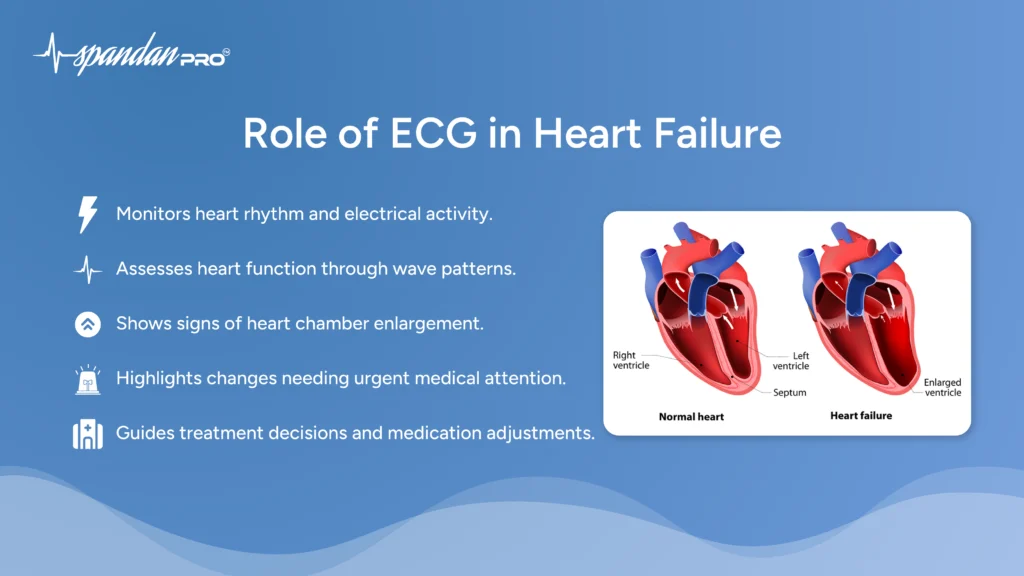 spandan PRO
Role of ECG in Heart Failure
Monitors heart rhythm and electrical activity.
Assesses heart function through wave patterns.
Shows signs of heart chamber enlargement.
Highlights changes needing urgent medical attention.
Guides treatment decisions and medication adjustments.
Right
ventricle
Left
ventricle
Septum
Enlarged
ventricle
Normal heart
Heart failure